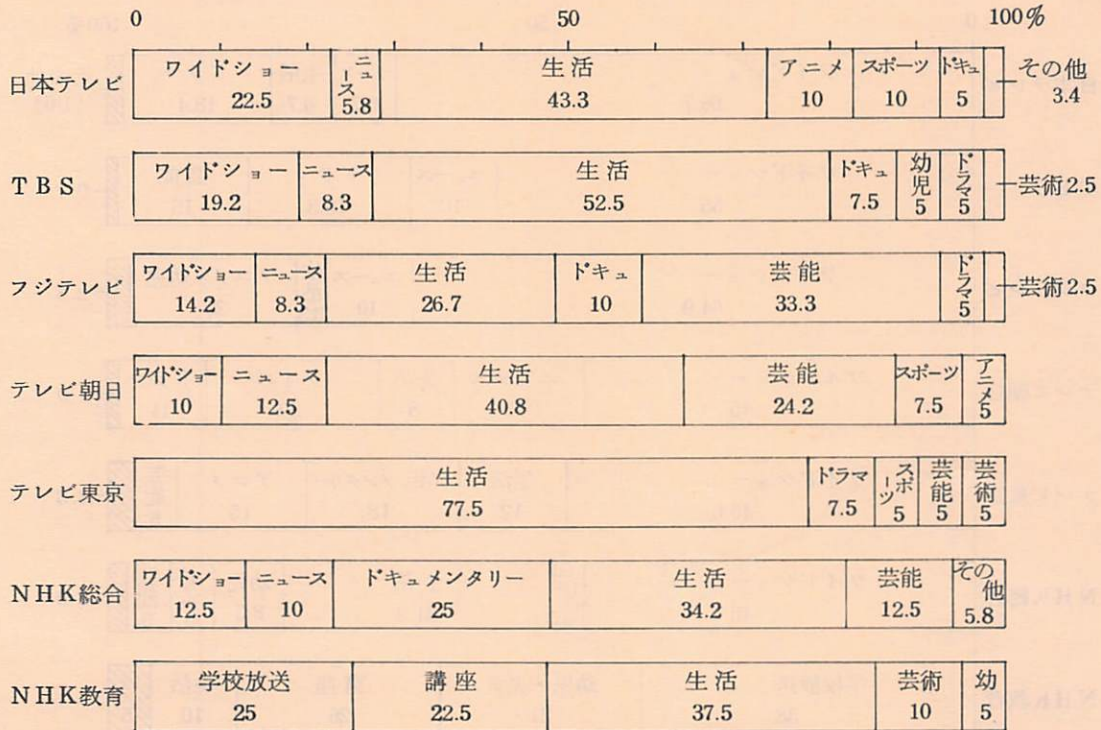 0 50 100%
日本テレビ ワイドショー 22.5 ニュース 5.8 生活 43.3 アニメ 10 スポーツ 10 ドキュ 5 その他 3.4
TBS ワイドショー 19.2 ニュース 8.3 生活 52.5 ドキュ 7.5 幼児 5 ドラマ 5 芸術 2.5
フジテレビ ワイドショー 14.2 ニュース 8.3 生活 26.7 ドキュ 10 芸能 33.3 ドラマ 5 芸術 2.5
テレビ朝日 ワイドショー 10 ニュース 12.5 生活 40.8 芸能 24.2 スポーツ 7.5 アニメ 5
テレビ東京 生活 77.5 ドラマ 7.5 スポーツ 5 芸能 5 芸術 5
NHK総合 ワイドショー 12.5 ニュース 10 ドキュメンタリー 25 生活 34.2 芸能 12.5 その他 5.8
NHK教育 学校放送 25 講座 22.5 生活 37.5 芸術 10 幼 5